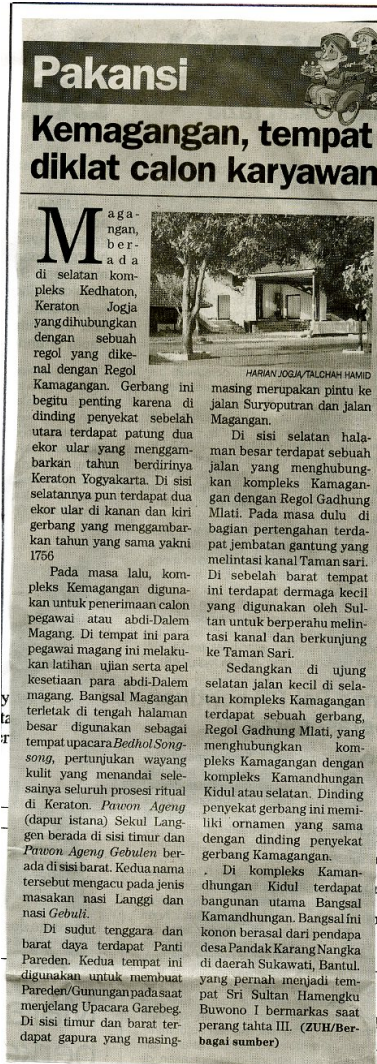 Pakansi
Kemagangan, tempat
diklat calon karyawan
Maga-
ngan,
ber-
ada
di selatan kom-
pleks Kedhaton,
Keraton Jogja
yang dihubungkan
dengan sebuah
regol yang dike-
nal dengan Regol
Kamagangan. Gerbang ini
begitu penting karena di
dinding penyekat sebelah
utara terdapat patung dua
ekor ular yang menggam-
barkan tahun berdirinya
Keraton Yogyakarta. Di sisi
selatannya pun terdapat dua
ekor ular di kanan dan kiri
gerbang yang menggambar-
kan tahun yang sama yakni
1756
Pada masa lalu, kom-
pleks Kemagangan diguna-
kan untuk penerimaan calon
pegawai atau abdi-Dalem
Magang. Di tempat ini para
pegawai magang ini melaku-
kan latihan ujian serta apel
kesetiaan para abdi-Dalem
magang. Bangsal Magangan
terletak di tengah halaman
besar digunakan sebagai
tempat upacara Bedhol Song-
song, pertunjukan wayang
kulit yang menandai sele-
sainya seluruh prosesi ritual
di Keraton. Pawon Ageng
(dapur istana) Sekul Lang-
gen berada di sisi timur dan
Pawon Ageng Gebulen ber-
ada di sisi barat. Kedua nama
tersebut mengacu pada jenis
masakan nasi Langgi dan
nasi Gebuli.
Di sudut tenggara dan
barat daya terdapat Panti
Pareden. Kedua tempat ini
digunakan untuk membuat
Pareden/Gunungan pada saat
menjelang Upacara Garebeg.
Di sisi timur dan barat ter-
dapat gapura yang masing-
HARIAN JOGJA/TALCHAH HAMID
masing merupakan pintu ke
jalan Suryoputran dan jalan
Magangan.
Di sisi selatan hala-
man besar terdapat sebuah
jalan yang menghubung-
kan kompleks Kamagan-
gan dengan Regol Gadhung
Mlati. Pada masa dulu di
bagian pertengahan terda-
pat jembatan gantung yang
melintasi kanal Taman sari.
Di sebelah barat tempat
ini terdapat dermaga kecil
yang digunakan oleh Sul-
tan untuk berperahu melin-
tasi kanal dan berkunjung
ke Taman Sari.
Sedangkan di ujung
selatan jalan kecil di sela-
tan kompleks Kamagangan
terdapat sebuah gerbang,
Regol Gadhung Mlati, yang
menghubungkan kom-
pleks Kamagangan dengan
kompleks Kamandhungan
Kidul atau selatan. Dinding
penyekat gerbang ini memi-
liki ornamen yang sama
dengan dinding penyekat
gerbang Kamagangan.
Di kompleks Kaman-
dhungan Kidul terdapat
bangunan utama Bangsal
Kamandhungan. Bangsal ini
konon berasal dari pendapa
desa Pandak Karang Nangka
di daerah Sukawati, Bantul.
yang pernah menjadi tem-
pat Sri Sultan Hamengku
Buwono I bermarkas saat
perang tahta III. (ZUH/Ber-
bagai sumber)